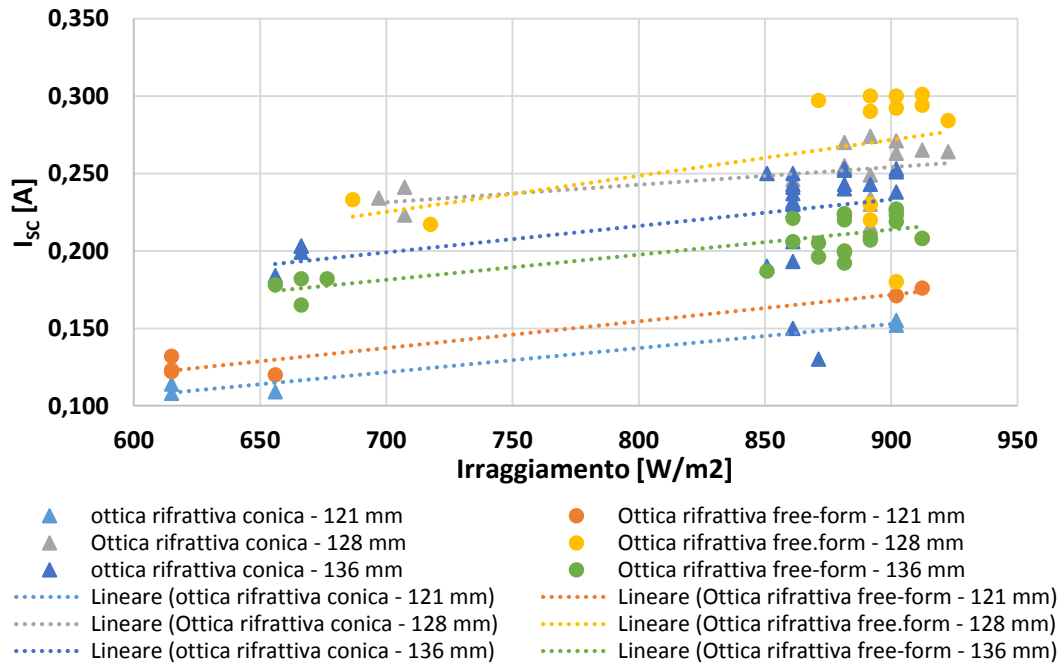 0,350
0,300
0,250
0,200
0,150
0,100
ISC [A]
600 650 700 750 800 850 900 950
Irraggiamento [W/m2]
ottica rifrattiva conica - 121 mm Ottica rifrattiva free-form - 121 mm
Ottica rifrattiva conica - 128 mm Ottica rifrattiva free.form - 128 mm
ottica rifrattiva conica - 136 mm Ottica rifrattiva free-form - 136 mm
Lineare (ottica rifrattiva conica - 121 mm) Lineare (Ottica rifrattiva free-form - 121 mm)
Lineare (Ottica rifrattiva conica - 128 mm) Lineare (Ottica rifrattiva free.form - 128 mm)
Lineare (ottica rifrattiva conica - 136 mm) Lineare (Ottica rifrattiva free-form - 136 mm)